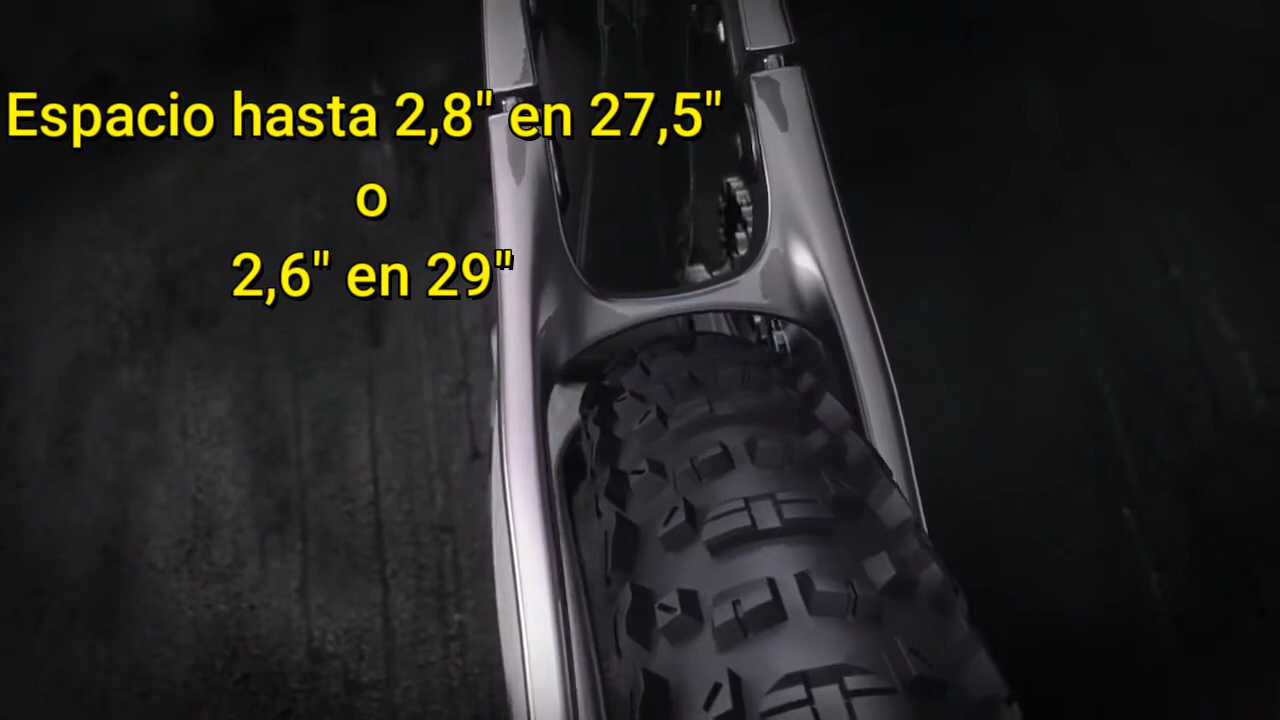 Espacio hasta 2,8" en 27,5"
o
2,6" en 29"